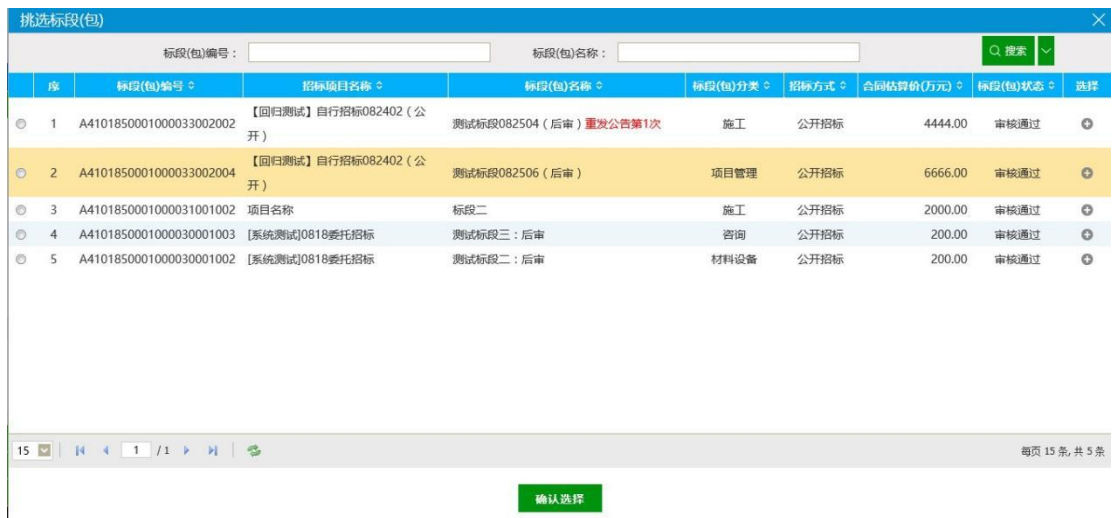 挑选标段(包)
标段(包)编号： 标段(包)名称： 搜索
序 标段(包)编号 招标项目名称 标段(包)名称 标段(包)分类 招标方式 合同估算价(万元) 标段(包)状态 选择
1 A4101850001000033002002 【回归测试】自行招标082402（公开） 测试标段082504（后审）重发公告第1次 施工 公开招标 4444.00 审核通过
2 A4101850001000033002004 【回归测试】自行招标082402（公开） 测试标段082506（后审） 项目管理 公开招标 6666.00 审核通过
3 A4101850001000031001002 项目名称 标段二 施工 公开招标 2000.00 审核通过
4 A4101850001000030001003 [系统测试]0818委托招标 测试标段三：后审 咨询 公开招标 200.00 审核通过
5 A4101850001000030001002 [系统测试]0818委托招标 测试标段二：后审 材料设备 公开招标 200.00 审核通过
15 1 /1 每页 15 条, 共 5 条
确认选择